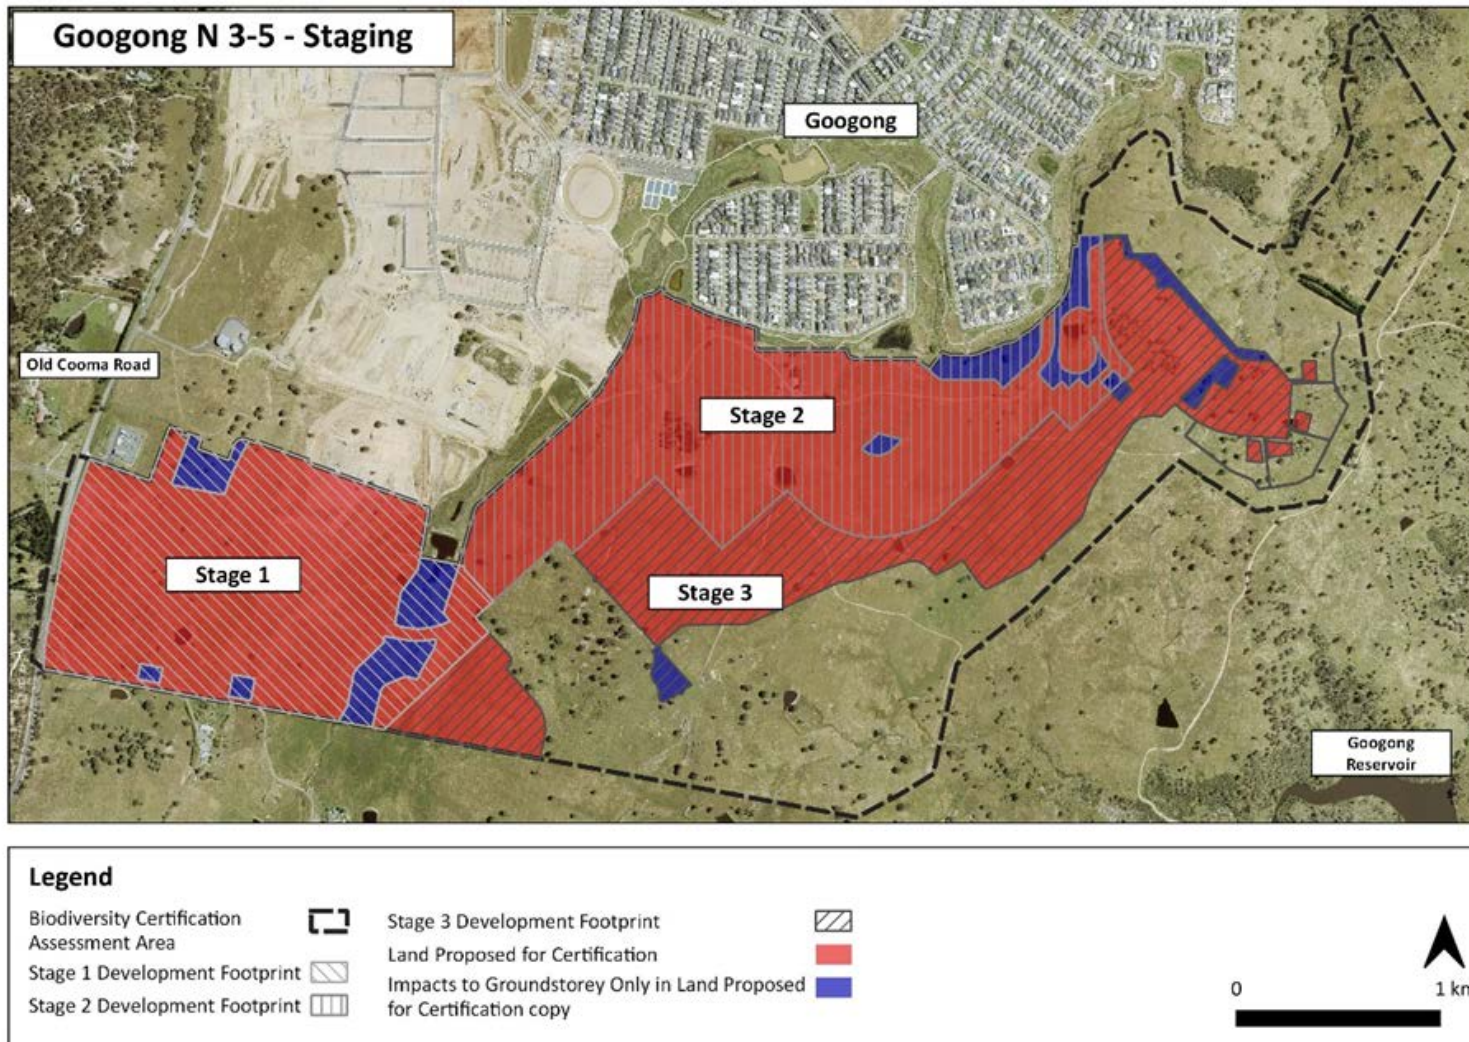 Googong N 3-5 - Staging
Googong
Old Cooma Road
Stage 2
Stage 1
Stage 3
Googong
Reservoir
Legend
Biodiversity Certification
Assessment Area
Stage 1 Development Footprint
Stage 2 Development Footprint
Stage 3 Development Footprint
Land Proposed for Certification
Impacts to Groundstorey Only in Land Proposed
for Certification copy
0 1 km